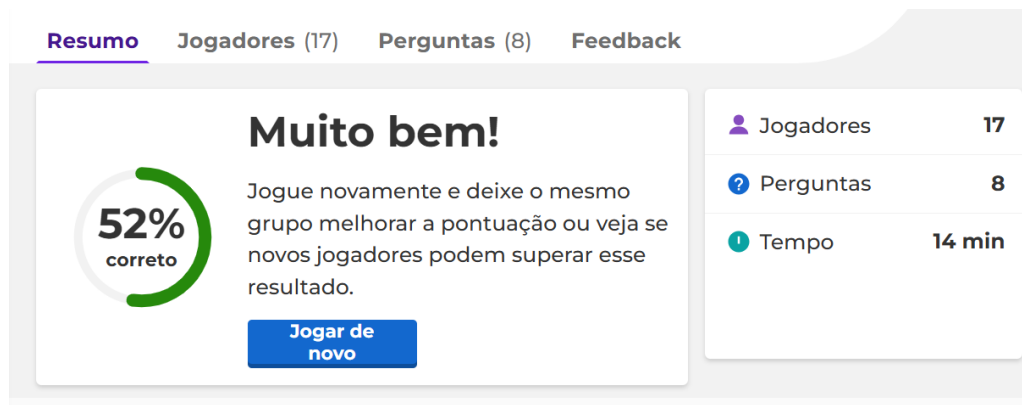 Resumo Jogadores (17) Perguntas (8) Feedback
Muito bem!
Jogue novamente e deixe o mesmo
grupo melhorar a pontuação ou veja se
novos jogadores podem superar esse
resultado.
52%
correto
Jogar de
novo
Jogadores 17
? Perguntas 8
Tempo 14 min